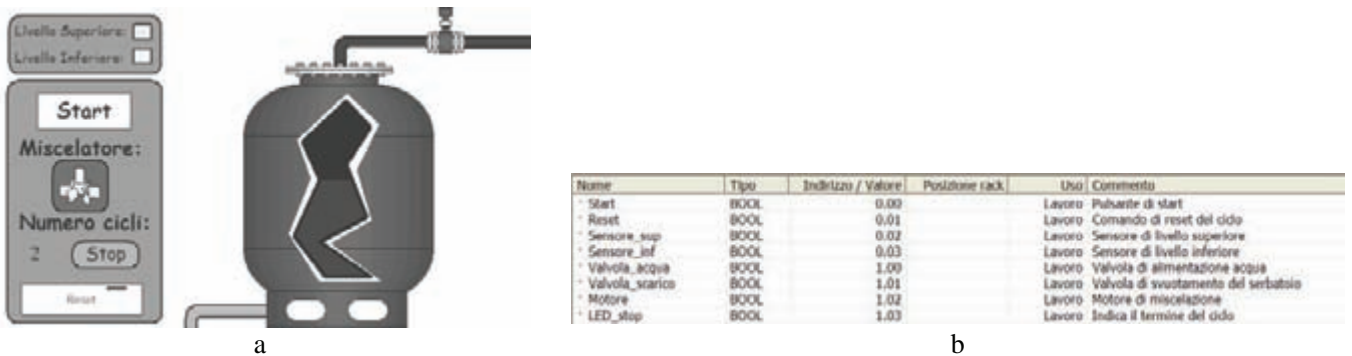 Livello Superiore:
Livello Inferiore:
Start
Miscelatore:
Numero cicli:
2 Stop
Reset
a
Nome Tipo Indirizzo / Valore Posizione rack Uso Commento
Start BOOL 0.00 Lavoro Pulsante di start
Reset BOOL 0.01 Lavoro Comando di reset del ciclo
Sensore_sup BOOL 0.02 Lavoro Sensore di livello superiore
Sensore_inf BOOL 0.03 Lavoro Sensore di livello inferiore
Valvola_acqua BOOL 1.00 Lavoro Valvola di alimentazione acqua
Valvola_scarico BOOL 1.01 Lavoro Valvola di svuotamento del serbatoio
Motore BOOL 1.02 Lavoro Motore di miscelazione
LED_stop BOOL 1.03 Lavoro Indica il termine del ciclo
b